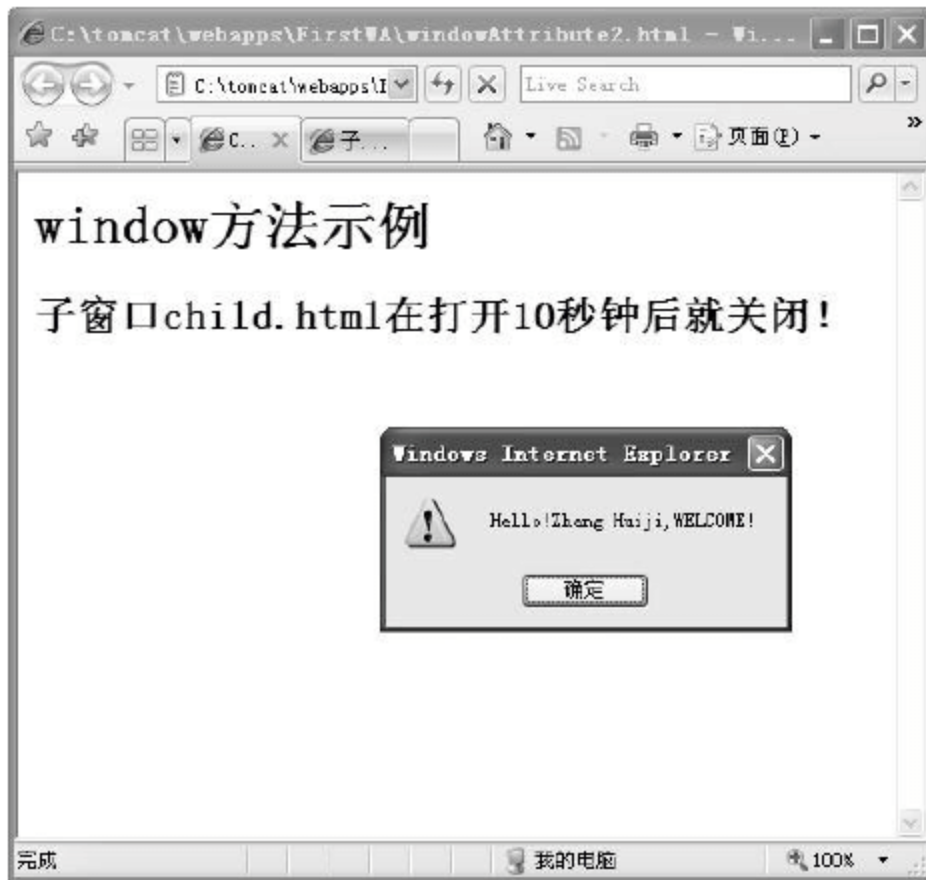 C:\tomcat\webapps\FirstWA\windowAttribute2.html - Wi...
C:\tomcat\webapps\F
Live Search
C..
子...
页面(P)
»
window方法示例
子窗口child.html在打开10秒钟后就关闭!
Windows Internet Explorer
Hello!Zhang Huiji,WELCOME!
确定
完成
我的电脑
100%